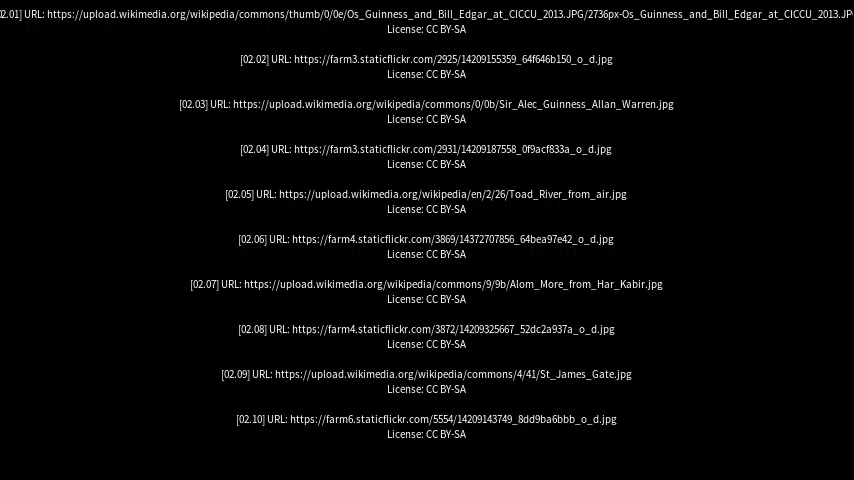 02.01] URL: https://upload.wikimedia.org/wikipedia/commons/thumb/0/0e/Os_Guinness_and_Bill_Edgar_at_CICCU_2013.JPG/2736px-Os_Guinness_and_Bill_Edgar_at_CICCU_2013.JP
License: CC BY-SA
[02.02] URL: https://farm3.staticflickr.com/2925/14209155359_64f646b150_o_d.jpg
License: CC BY-SA
[02.03] URL: https://upload.wikimedia.org/wikipedia/commons/0/0b/Sir_Alec_Guinness_Allan_Warren.jpg
License: CC BY-SA
[02.04] URL: https://farm3.staticflickr.com/2931/14209187558_0f9acf833a_o_d.jpg
License: CC BY-SA
[02.05] URL: https://upload.wikimedia.org/wikipedia/en/2/26/Toad_River_from_air.jpg
License: CC BY-SA
[02.06] URL: https://farm4.staticflickr.com/3869/14372707856_64bea97e42_o_d.jpg
License: CC BY-SA
[02.07] URL: https://upload.wikimedia.org/wikipedia/commons/9/9b/Alom_More_from_Har_Kabir.jpg
License: CC BY-SA
[02.08] URL: https://farm4.staticflickr.com/3872/14209325667_52dc2a937a_o_d.jpg
License: CC BY-SA
[02.09] URL: https://upload.wikimedia.org/wikipedia/commons/4/41/St_James_Gate.jpg
License: CC BY-SA
[02.10] URL: https://farm6.staticflickr.com/5554/14209143749_8dd9ba6bbb_o_d.jpg
License: CC BY-SA